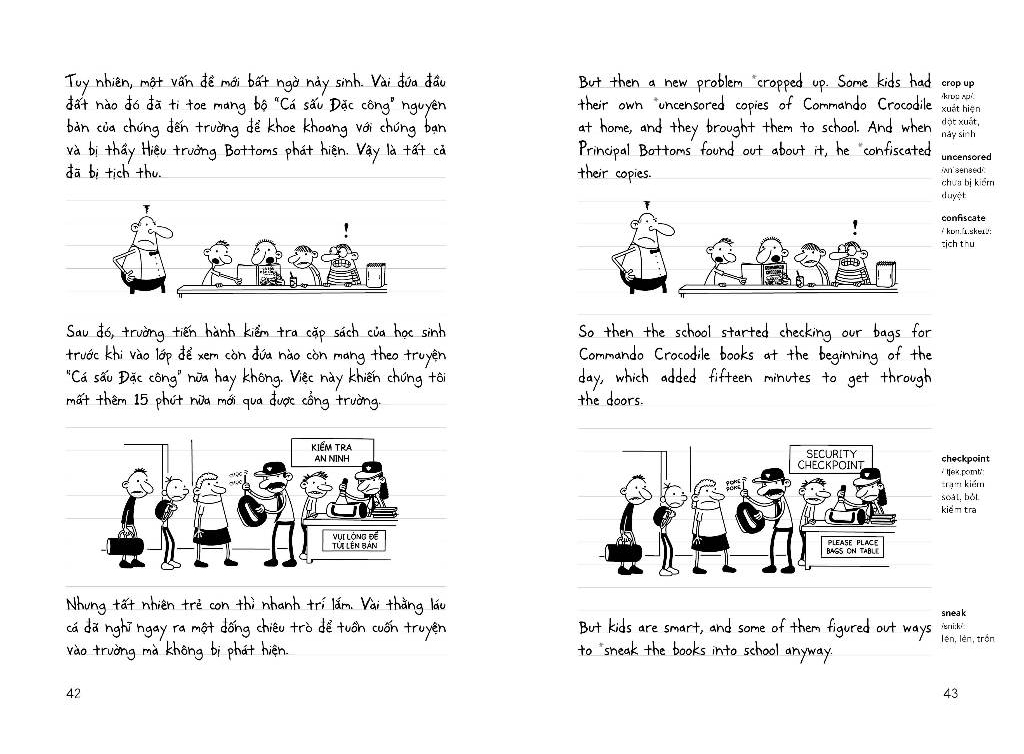 Tuy nhiên, một vấn đề mới bất ngờ nảy sinh. Vài đứa đầu
đất nào đó đã tí toe mang bộ "Cá sấu Đặc công" nguyên
bản của chúng đến trường để khoe khoang với chúng bạn
và bị thầy Hiệu trưởng Bottoms phát hiện. Vậy là tất cả
đã bị tịch thu.
!
Sau đó, trường tiến hành kiểm tra cặp sách của học sinh
trước khi vào lớp để xem còn đứa nào còn mang theo truyện
"Cá sấu Đặc công" nữa hay không. Việc này khiến chúng tôi
mất thêm 15 phút nữa mới qua được cổng trường.
KIỂM TRA
AN NINH
VUI LÒNG ĐỂ
TÚI LÊN BÀN
Nhưng tất nhiên trẻ con thì nhanh trí lắm. Vài thằng láu
cá đã nghĩ ngay ra một đống chiêu trò để tuồn cuốn truyện
vào trường mà không bị phát hiện.
42
But then a new problem *cropped up. Some kids had
their own *uncensored copies of Commando Crocodile
at home, and they brought them to school. And when
Principal Bottoms found out about it, he *confiscated
their copies.
!
So then the school started checking our bags for
Commando Crocodile books at the beginning of the
day, which added fifteen minutes to get through
the doors.
SECURITY
CHECKPOINT
POKE
POKE
PLEASE PLACE
BAGS ON TABLE
But kids are smart, and some of them figured out ways
to *sneak the books into school anyway.
crop up
/krɒp ʌp/:
xuất hiện
đột xuất,
nảy sinh
uncensored
/ʌnˈsensəd/:
chưa bị kiểm
duyệt
confiscate
/ˈkɒn.fɪ.skeɪt/:
tịch thu
checkpoint
/ˈtʃek.pɔɪnt/:
trạm kiểm
soát, bốt
kiểm tra
sneak
/sniːk/:
lén, lẻn, trốn
43